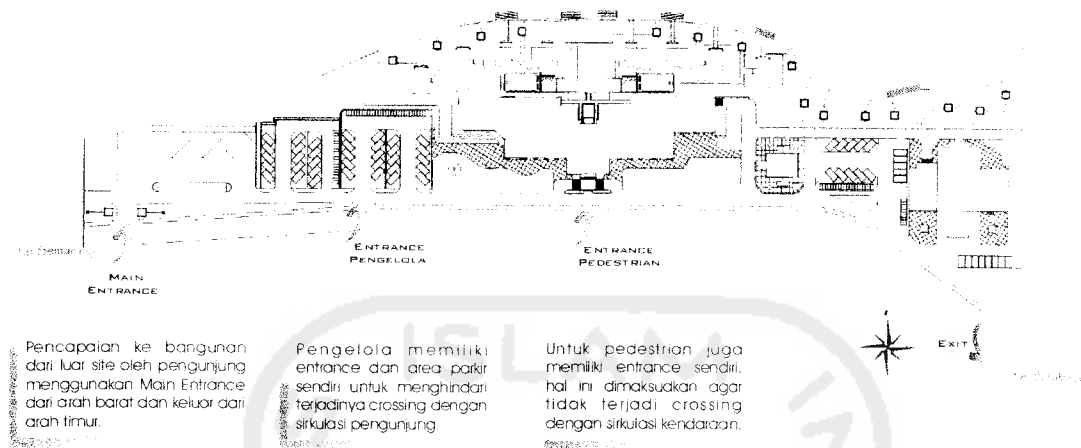 ENTRANCE
PENGELOLA
ENTRANCE
PEDESTRIAN
MAIN
ENTRANCE
EXIT
Pencapaian ke bangunan
dari luar site oleh pengunjung
menggunakan Main Entrance
dari arah barat dan keluar dari
arah timur.
Pengelola memiliki
entrance dan area parkir
sendiri untuk menghindari
terjadinya crossing dengan
sirkulasi pengunjung.
Untuk pedestrian juga
memiliki entrance sendiri,
hal ini dimaksudkan agar
tidak terjadi crossing
dengan sirkulasi kendaraan.
ISLAM